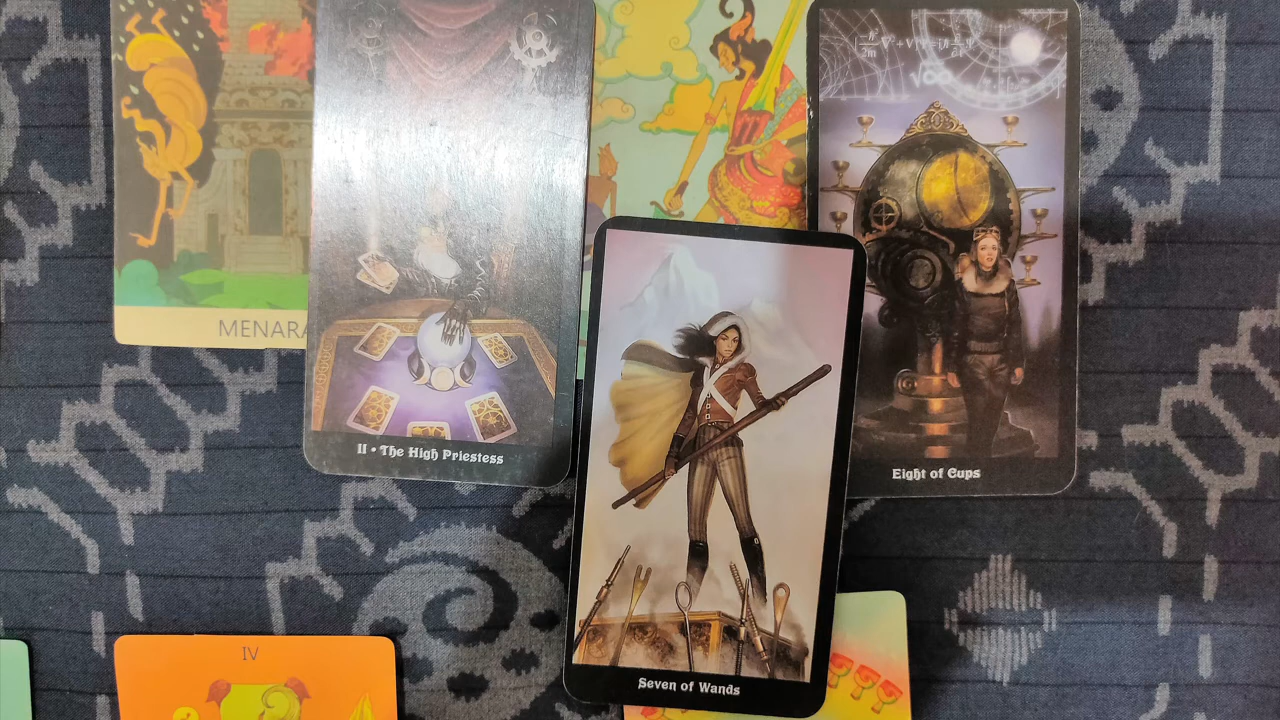 MENARA
II • The High Priestess
Eight of Cups
Seven of Wands
IV